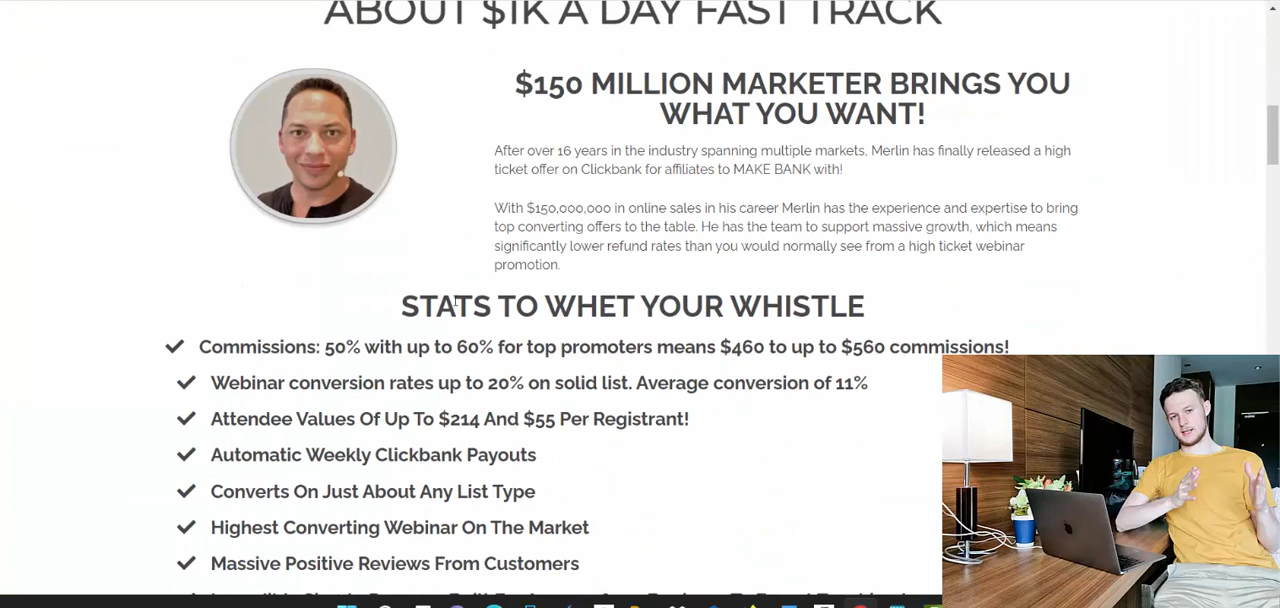 ABOUT $1K A DAY FAST TRACK
$150 MILLION MARKETER BRINGS YOU
WHAT YOU WANT!
After over 16 years in the industry spanning multiple markets, Merlin has finally released a high
ticket offer on Clickbank for affiliates to MAKE BANK with!
With $150,000,000 in online sales in his career Merlin has the experience and expertise to bring
top converting offers to the table. He has the team to support massive growth, which means
significantly lower refund rates than you would normally see from a high ticket webinar
promotion.
STATS TO WHET YOUR WHISTLE
Commissions: 50% with up to 60% for top promoters means $460 to up to $560 commissions!
Webinar conversion rates up to 20% on solid list. Average conversion of 11%
Attendee Values Of Up To $214 And $55 Per Registrant!
Automatic Weekly Clickbank Payouts
Converts On Just About Any List Type
Highest Converting Webinar On The Market
Massive Positive Reviews From Customers